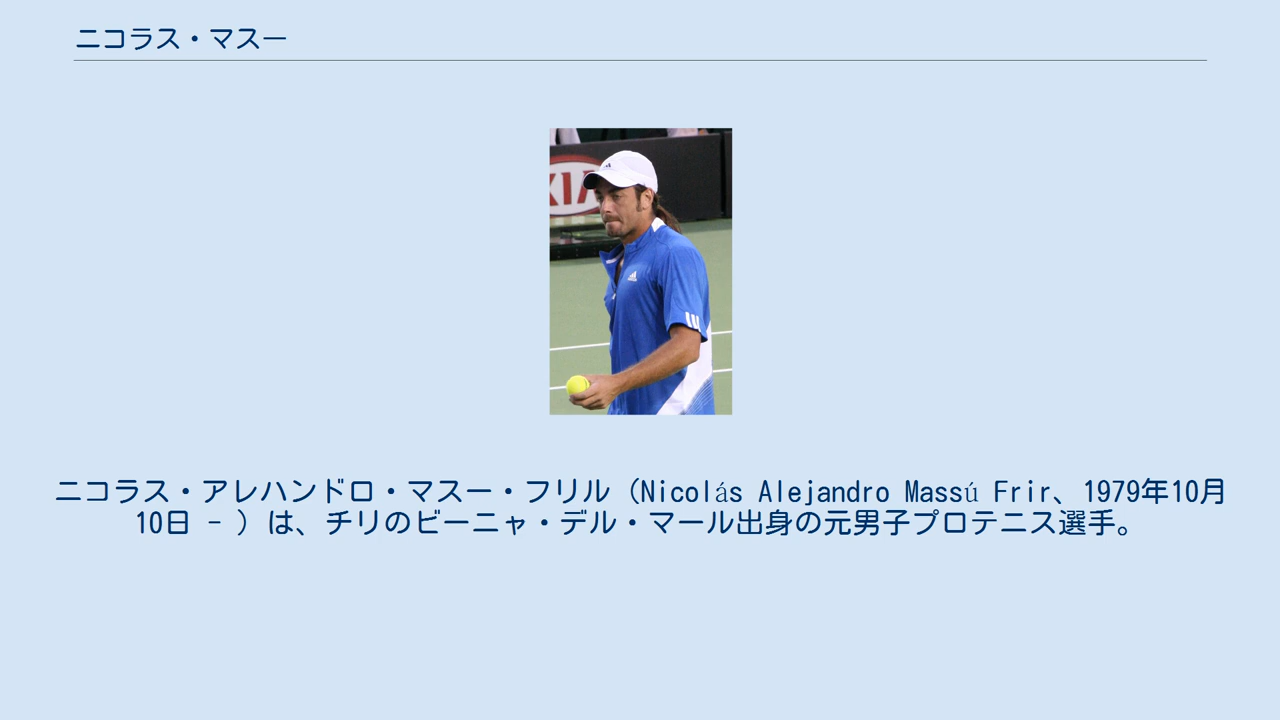 ニコラス・マスー
KIA
adidas
ニコラス・アレハンドロ・マスー・フリル（Nicolás Alejandro Massú Frir、1979年10月
10日 - ）は、チリのビーニャ・デル・マール出身の元男子プロテニス選手。